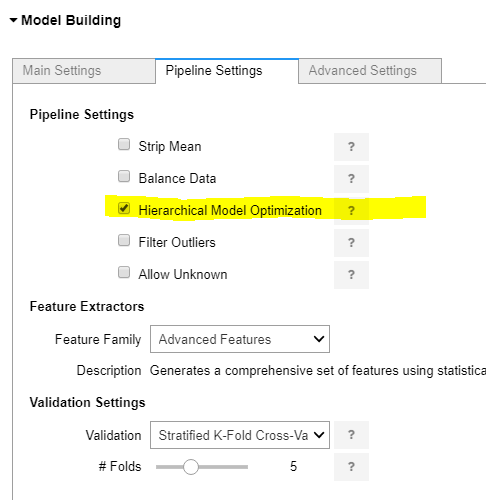 Model Building
Main Settings Pipeline Settings Advanced Settings
Pipeline Settings
Strip Mean ?
Balance Data ?
Hierarchical Model Optimization ?
Filter Outliers ?
Allow Unknown ?
Feature Extractors
Feature Family Advanced Features
Description Generates a comprehensive set of features using statistica
Validation Settings
Validation Stratified K-Fold Cross-Va ?
# Folds 5 ?